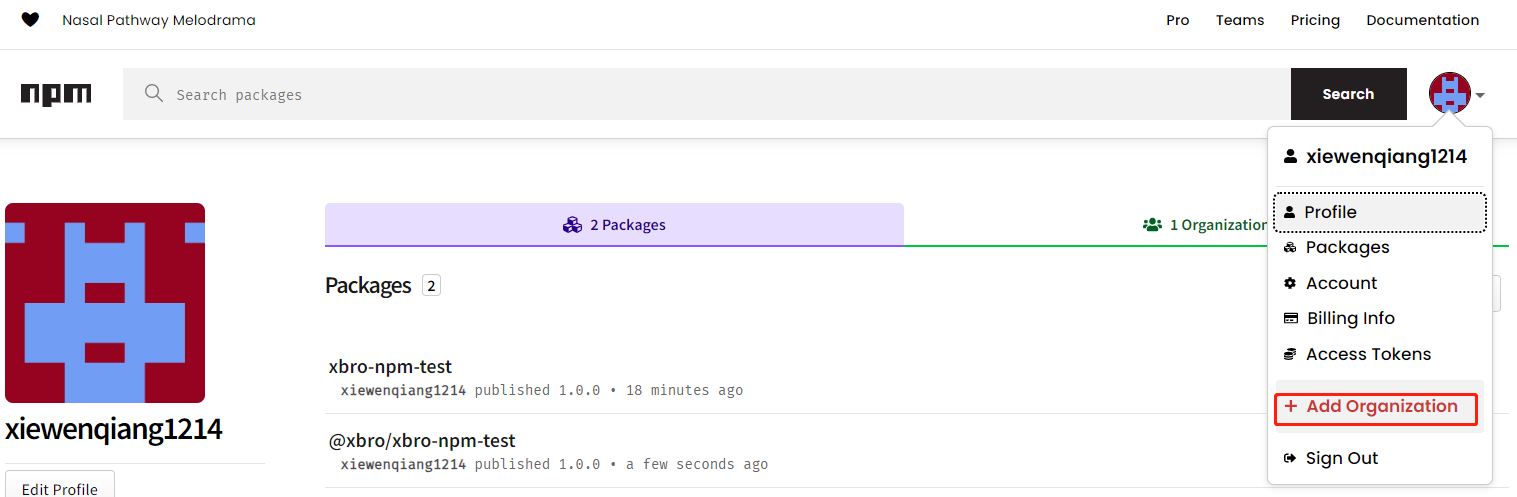 Nasal Pathway Melodrama
Pro Teams Pricing Documentation
npm
Search packages
Search
xiewenqiang1214
Profile
Packages
Account
Billing Info
Access Tokens
+ Add Organization
Sign Out
2 Packages
1 Organization
Packages 2
xbro-npm-test
xiewenqiang1214 published 1.0.0 • 18 minutes ago
@xbro/xbro-npm-test
xiewenqiang1214 published 1.0.0 • a few seconds ago
xiewenqiang1214
Edit Profile